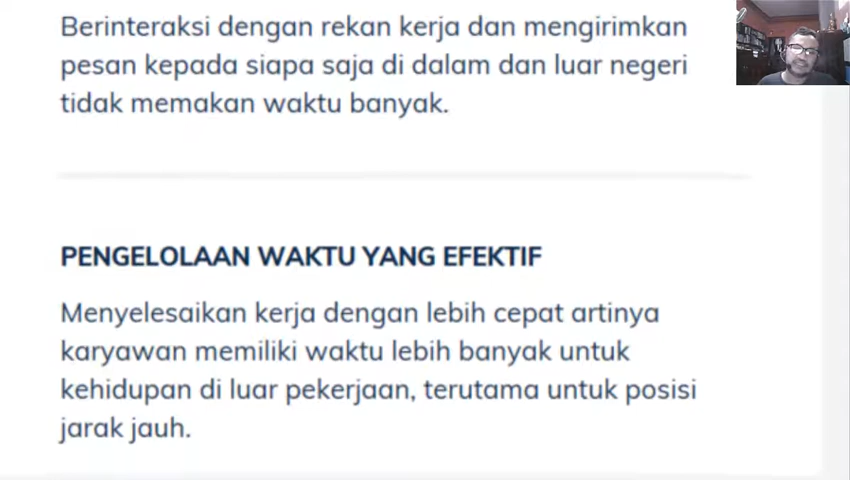 Berinteraksi dengan rekan kerja dan mengirimkan
pesan kepada siapa saja di dalam dan luar negeri
tidak memakan waktu banyak.
PENGELOLAAN WAKTU YANG EFEKTIF
Menyelesaikan kerja dengan lebih cepat artinya
karyawan memiliki waktu lebih banyak untuk
kehidupan di luar pekerjaan, terutama untuk posisi
jarak jauh.